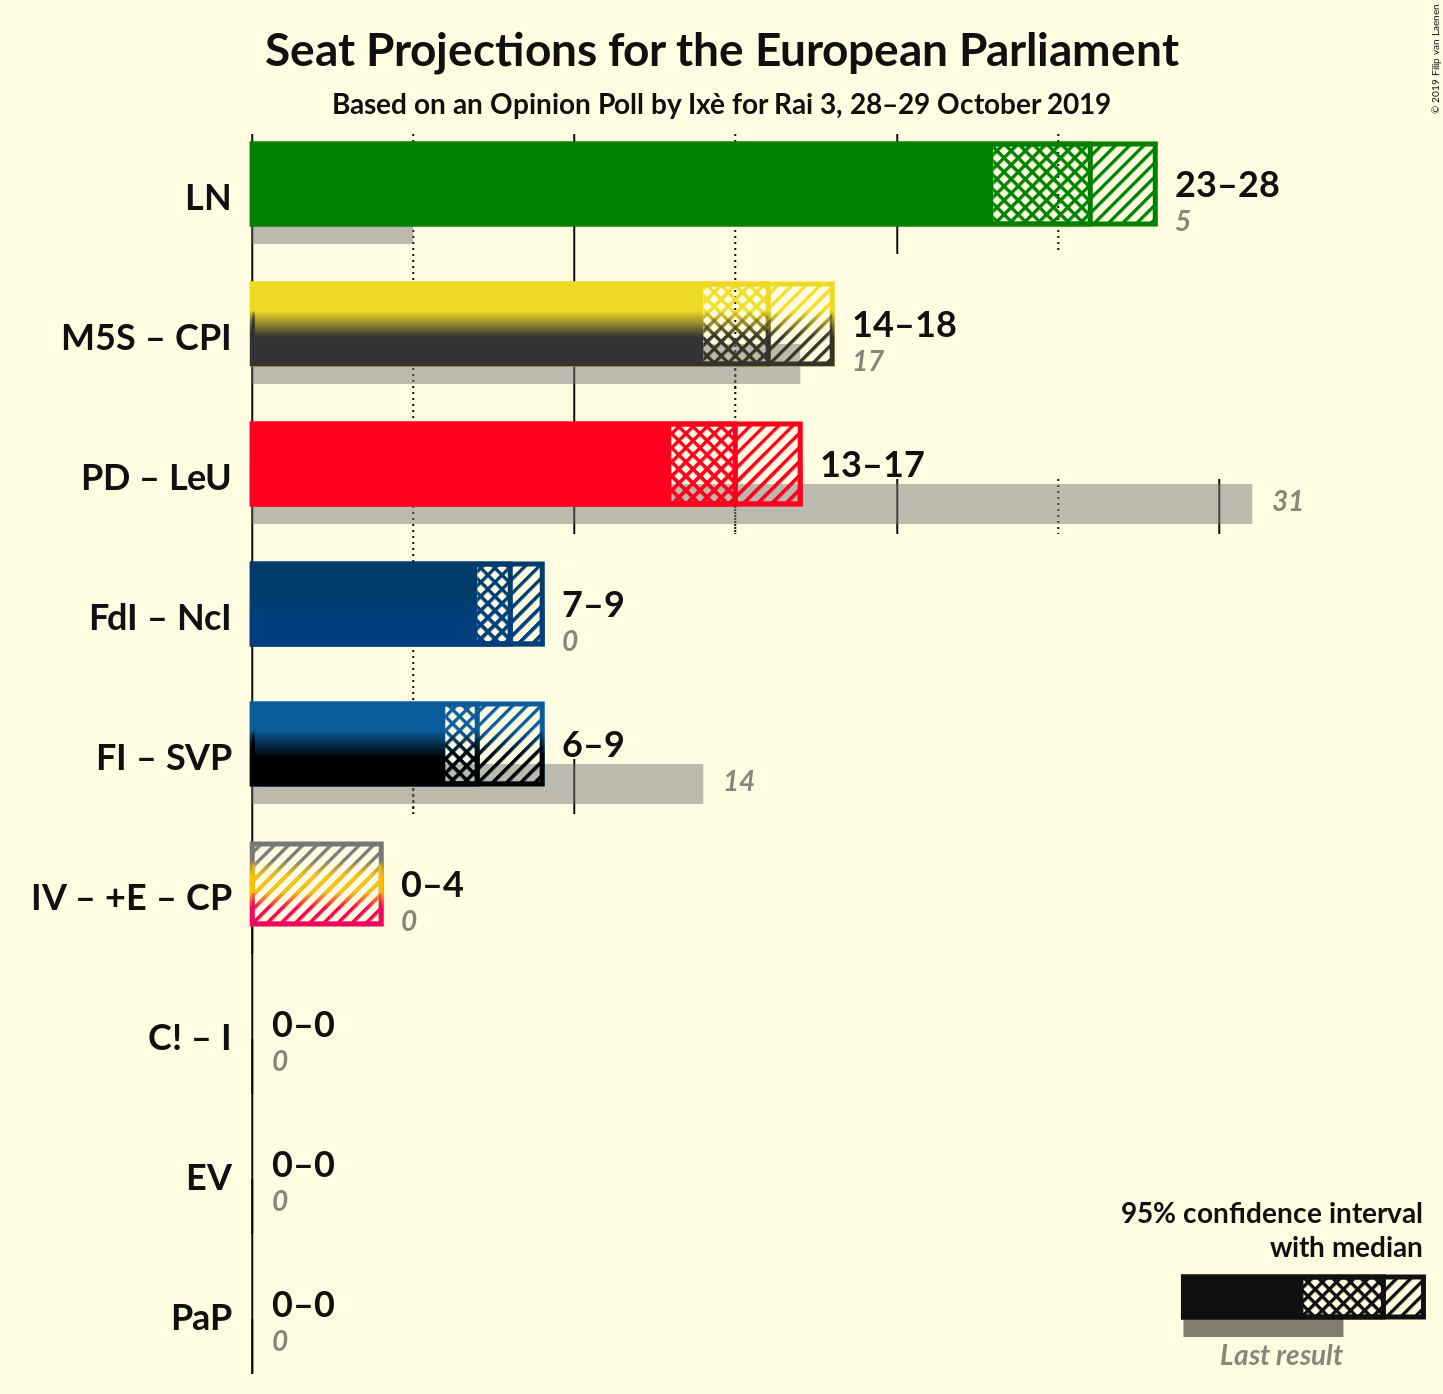 Seat Projections for the European Parliament
Based on an Opinion Poll by Ixè for Rai 3, 28–29 October 2019
© 2019 Filip van Laenen
LN
23–28
5
M5S – CPI
14–18
17
PD – LeU
13–17
31
FdI – NcI
7–9
0
FI – SVP
6–9
14
IV – +E – CP
0–4
0
C! – I
0–0
0
EV
0–0
0
PaP
0–0
0
95% confidence interval
with median
Last result